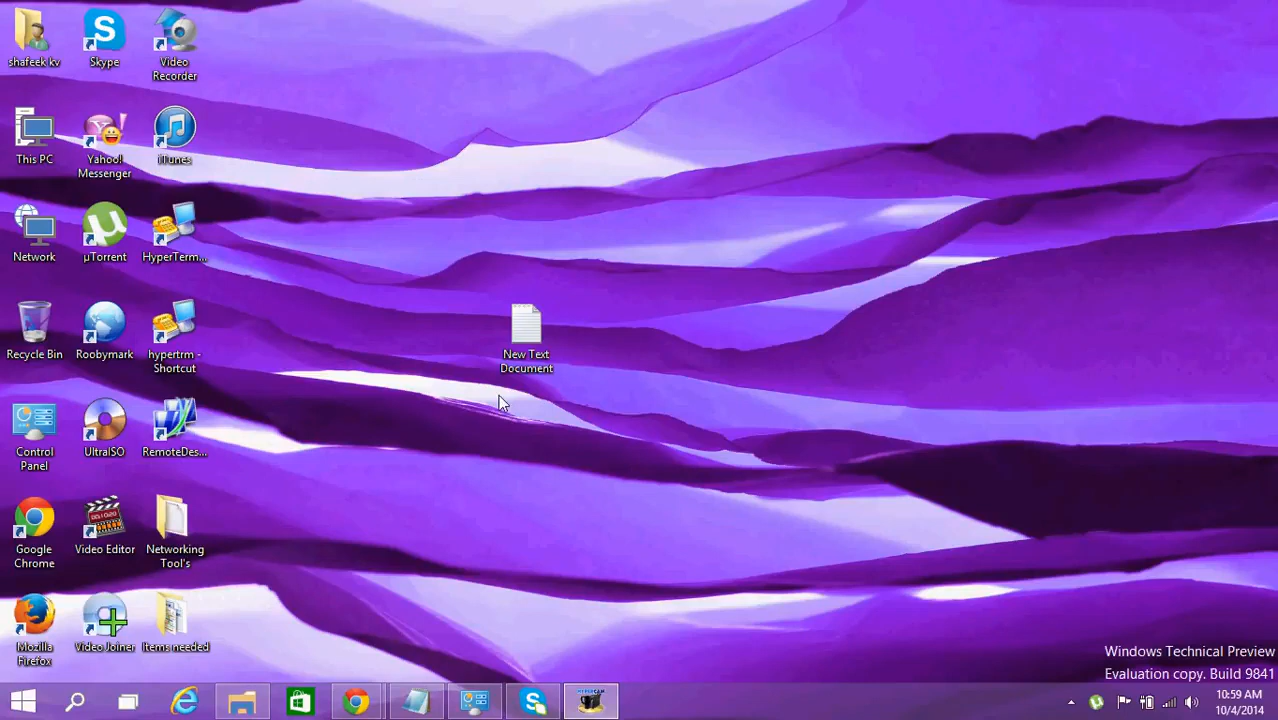 shafeek kv
Skype
Video
Recorder
This PC
Yahoo!
Messenger
iTunes
Network
µTorrent
HyperTerm...
Recycle Bin
Roobymark
hypertrm -
Shortcut
New Text
Document
Control
Panel
UltraISO
RemoteDes...
Google
Chrome
Video Editor
Networking
Tool's
Mozilla
Firefox
Video Joiner
Items needed
Windows Technical Preview
Evaluation copy. Build 9841
10:59 AM
10/4/2014